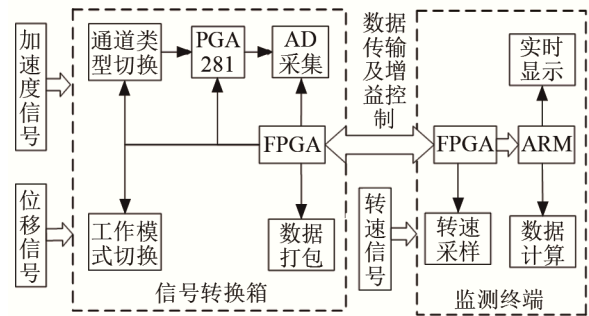 加
速
度
信
号
通道类
型切换
PGA
281
AD
采集
数据
传输
及增
益控
制
实时
显示
FPGA
FPGA
ARM
位
移
信
号
工作模
式切换
数据
打包
转
速
信
号
转速
采样
数据
计算
信号转换箱
监测终端